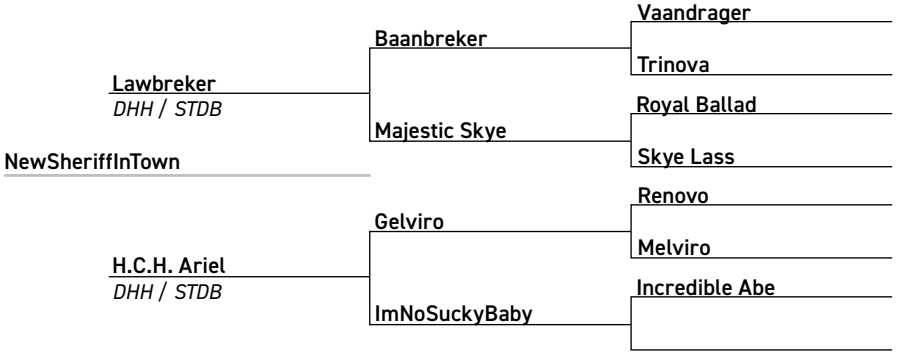 Vaandrager
Baanbreker
Trinova
Lawbreker
DHH / STDB
Royal Ballad
Majestic Skye
Skye Lass
NewSheriffInTown
Renovo
Gelviro
Melviro
H.C.H. Ariel
DHH / STDB
Incredible Abe
ImNoSuckyBaby